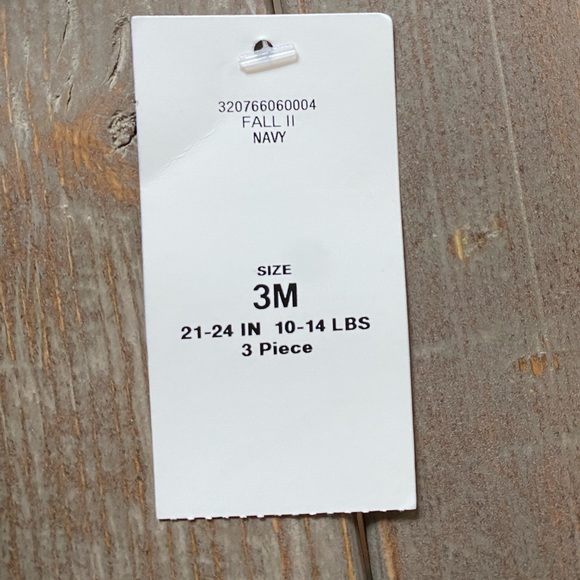 320766060004
FALL II
NAVY
SIZE
3M
21-24 IN 10-14 LBS
3 Piece